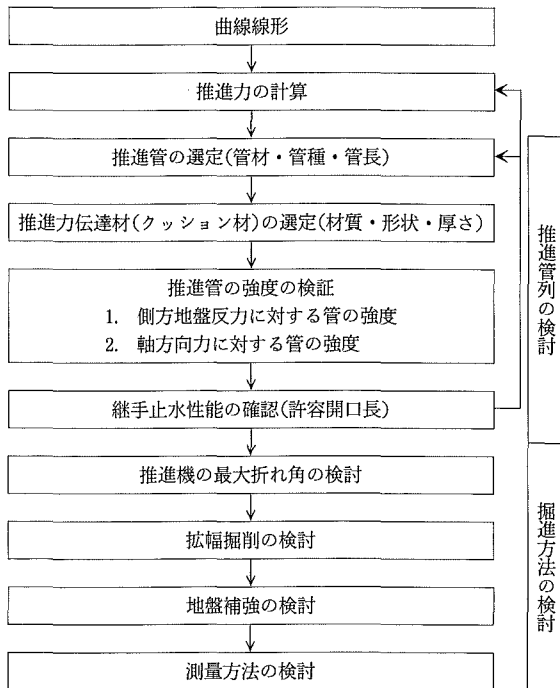 曲線線形
推進力の計算
推進管の選定(管材・管種・管長)
推進力伝達材(クッション材)の選定(材質・形状・厚さ)
推進管の強度の検証
1. 側方地盤反力に対する管の強度
2. 軸方向力に対する管の強度
継手止水性能の確認(許容開口長)
推進管列の検討
推進機の最大折れ角の検討
拡幅掘削の検討
地盤補強の検討
測量方法の検討
掘進方法の検討